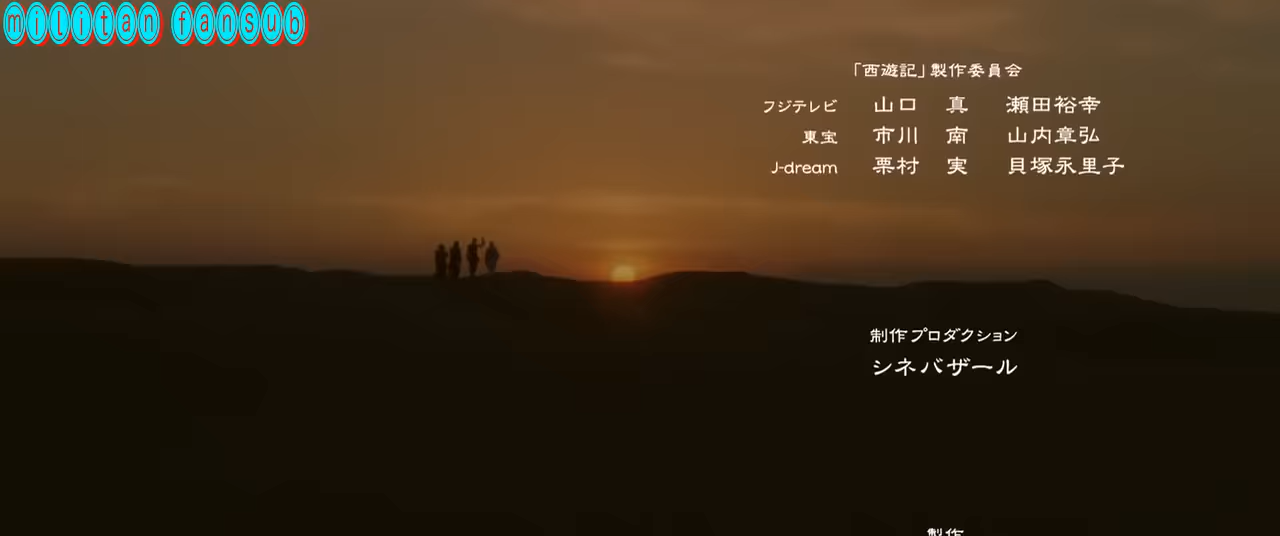 militan fansub
「西遊記」製作委員会
フジテレビ 山口 真 瀬田裕幸
東宝 市川 南 山内章弘
J-dream 栗村 実 貝塚永里子
制作プロダクション
シネバザール
製作